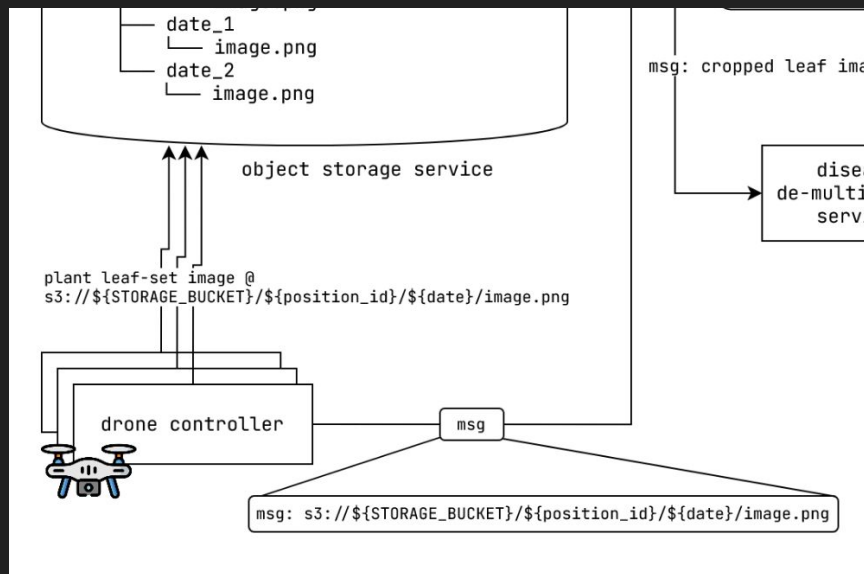 date_1
└── image.png
date_2
└── image.png
object storage service
msg: cropped leaf
plant leaf-set image @
s3://${STORAGE_BUCKET}/${position_id}/${date}/image.png
drone controller
msg
msg: s3://${STORAGE_BUCKET}/${position_id}/${date}/image.png